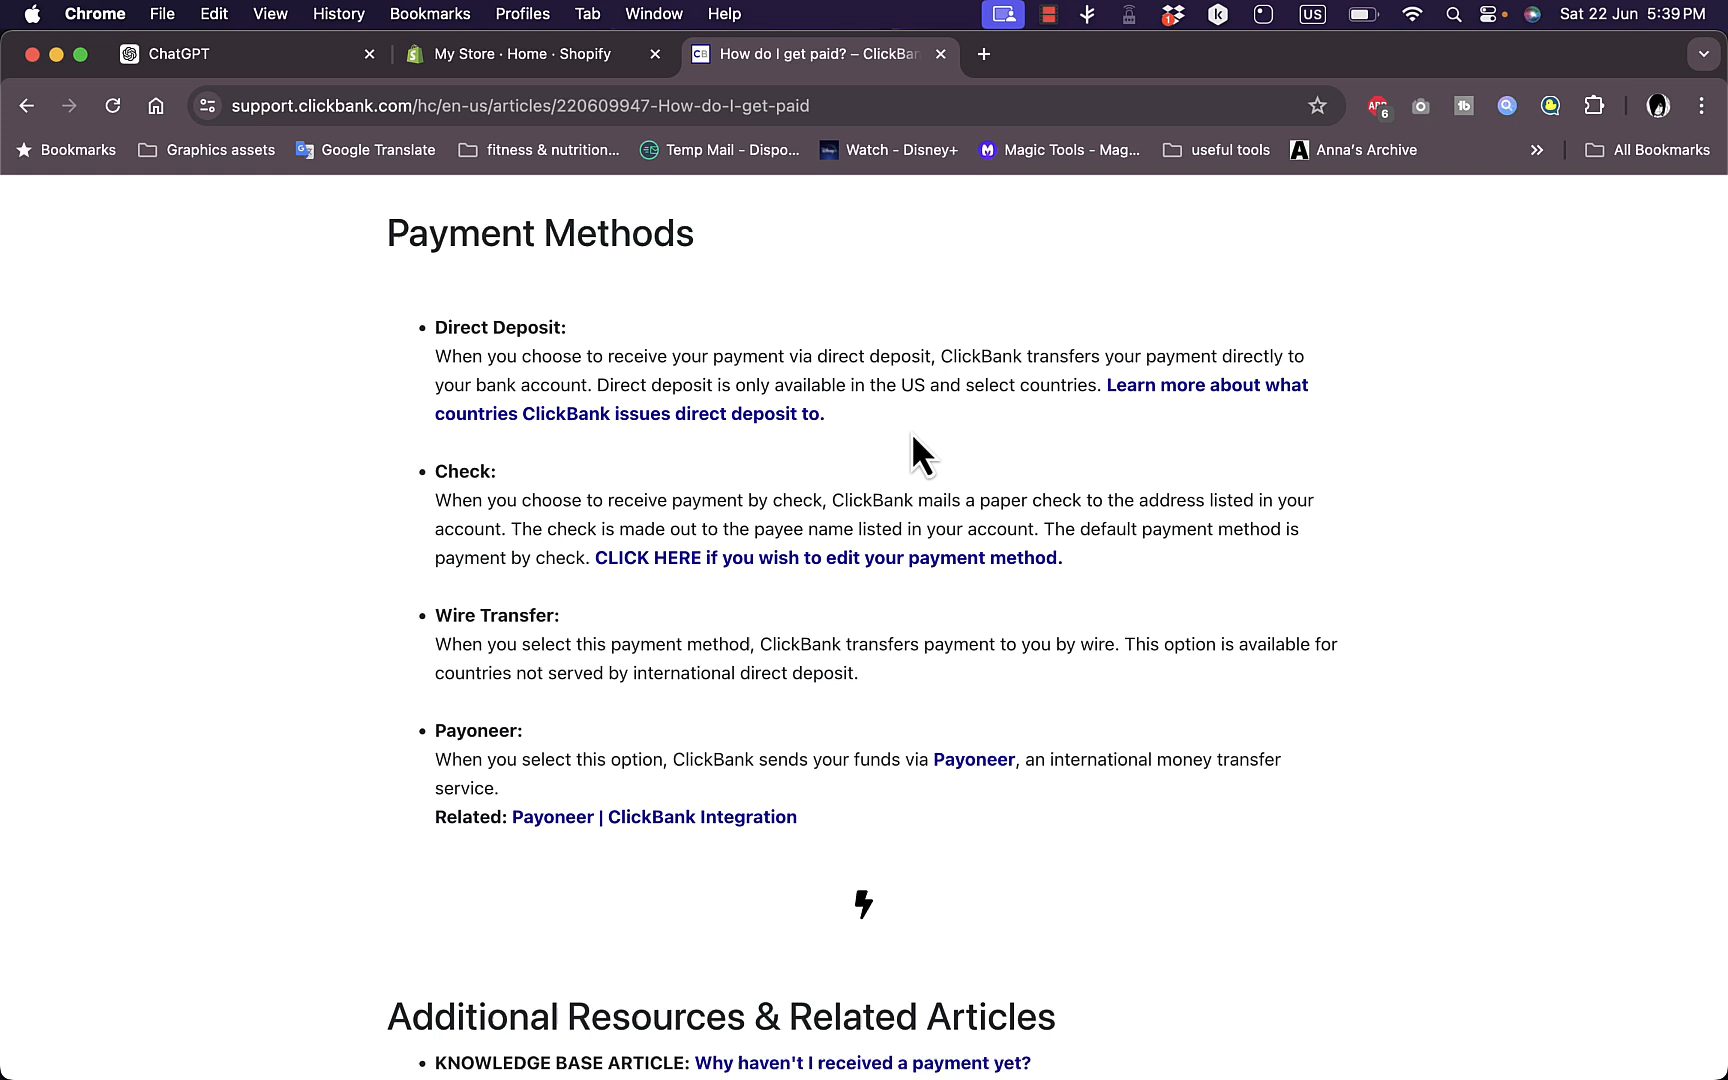 Chrome File Edit View History Bookmarks Profiles Tab Window Help US Sat 22 Jun 5:39 PM
ChatGPT My Store · Home · Shopify CB How do I get paid? – ClickBan
support.clickbank.com/hc/en-us/articles/220609947-How-do-I-get-paid ABP 6 tb
Bookmarks Graphics assets Google Translate fitness & nutrition... Temp Mail - Dispo... Watch - Disney+ Magic Tools - Mag... useful tools Anna's Archive All Bookmarks
Payment Methods
• Direct Deposit:
When you choose to receive your payment via direct deposit, ClickBank transfers your payment directly to
your bank account. Direct deposit is only available in the US and select countries. Learn more about what
countries ClickBank issues direct deposit to.
• Check:
When you choose to receive payment by check, ClickBank mails a paper check to the address listed in your
account. The check is made out to the payee name listed in your account. The default payment method is
payment by check. CLICK HERE if you wish to edit your payment method.
• Wire Transfer:
When you select this payment method, ClickBank transfers payment to you by wire. This option is available for
countries not served by international direct deposit.
• Payoneer:
When you select this option, ClickBank sends your funds via Payoneer, an international money transfer
service.
Related: Payoneer | ClickBank Integration
Additional Resources & Related Articles
• KNOWLEDGE BASE ARTICLE: Why haven't I received a payment yet?